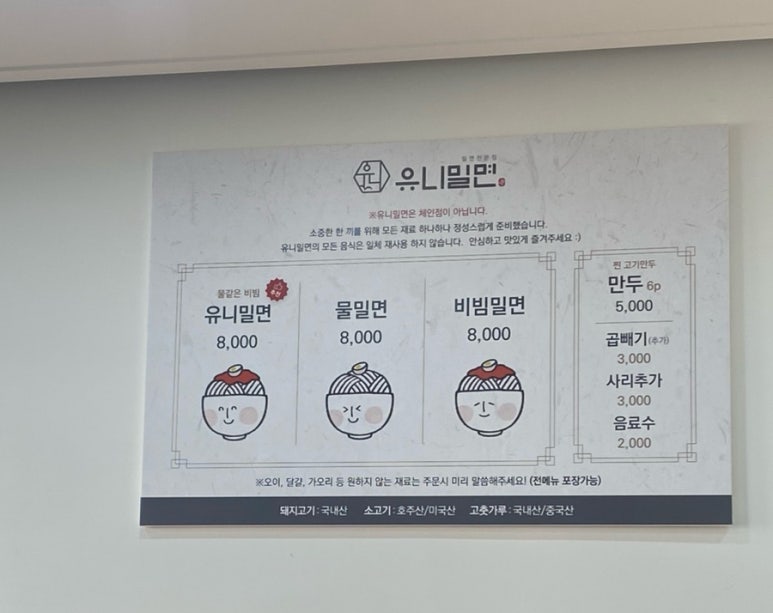 밀면전문점
유니밀면
※유니밀면은 체인점이 아닙니다.
소중한 한 끼를 위해 모든 재료 하나하나 정성스럽게 준비했습니다.
유니밀면의 모든 음식은 일체 재사용 하지 않습니다. 안심하고 맛있게 즐겨주세요 :)
물같은 비빔
추천
유니밀면
8,000
물밀면
8,000
비빔밀면
8,000
찐 고기만두
만두 6p
5,000
곱빼기(추가)
3,000
사리추가
3,000
음료수
2,000
※오이, 달걀, 가오리 등 원하지 않는 재료는 주문시 미리 말씀해주세요! (전메뉴 포장가능)
돼지고기 : 국내산 소고기 : 호주산/미국산 고춧가루 : 국내산/중국산